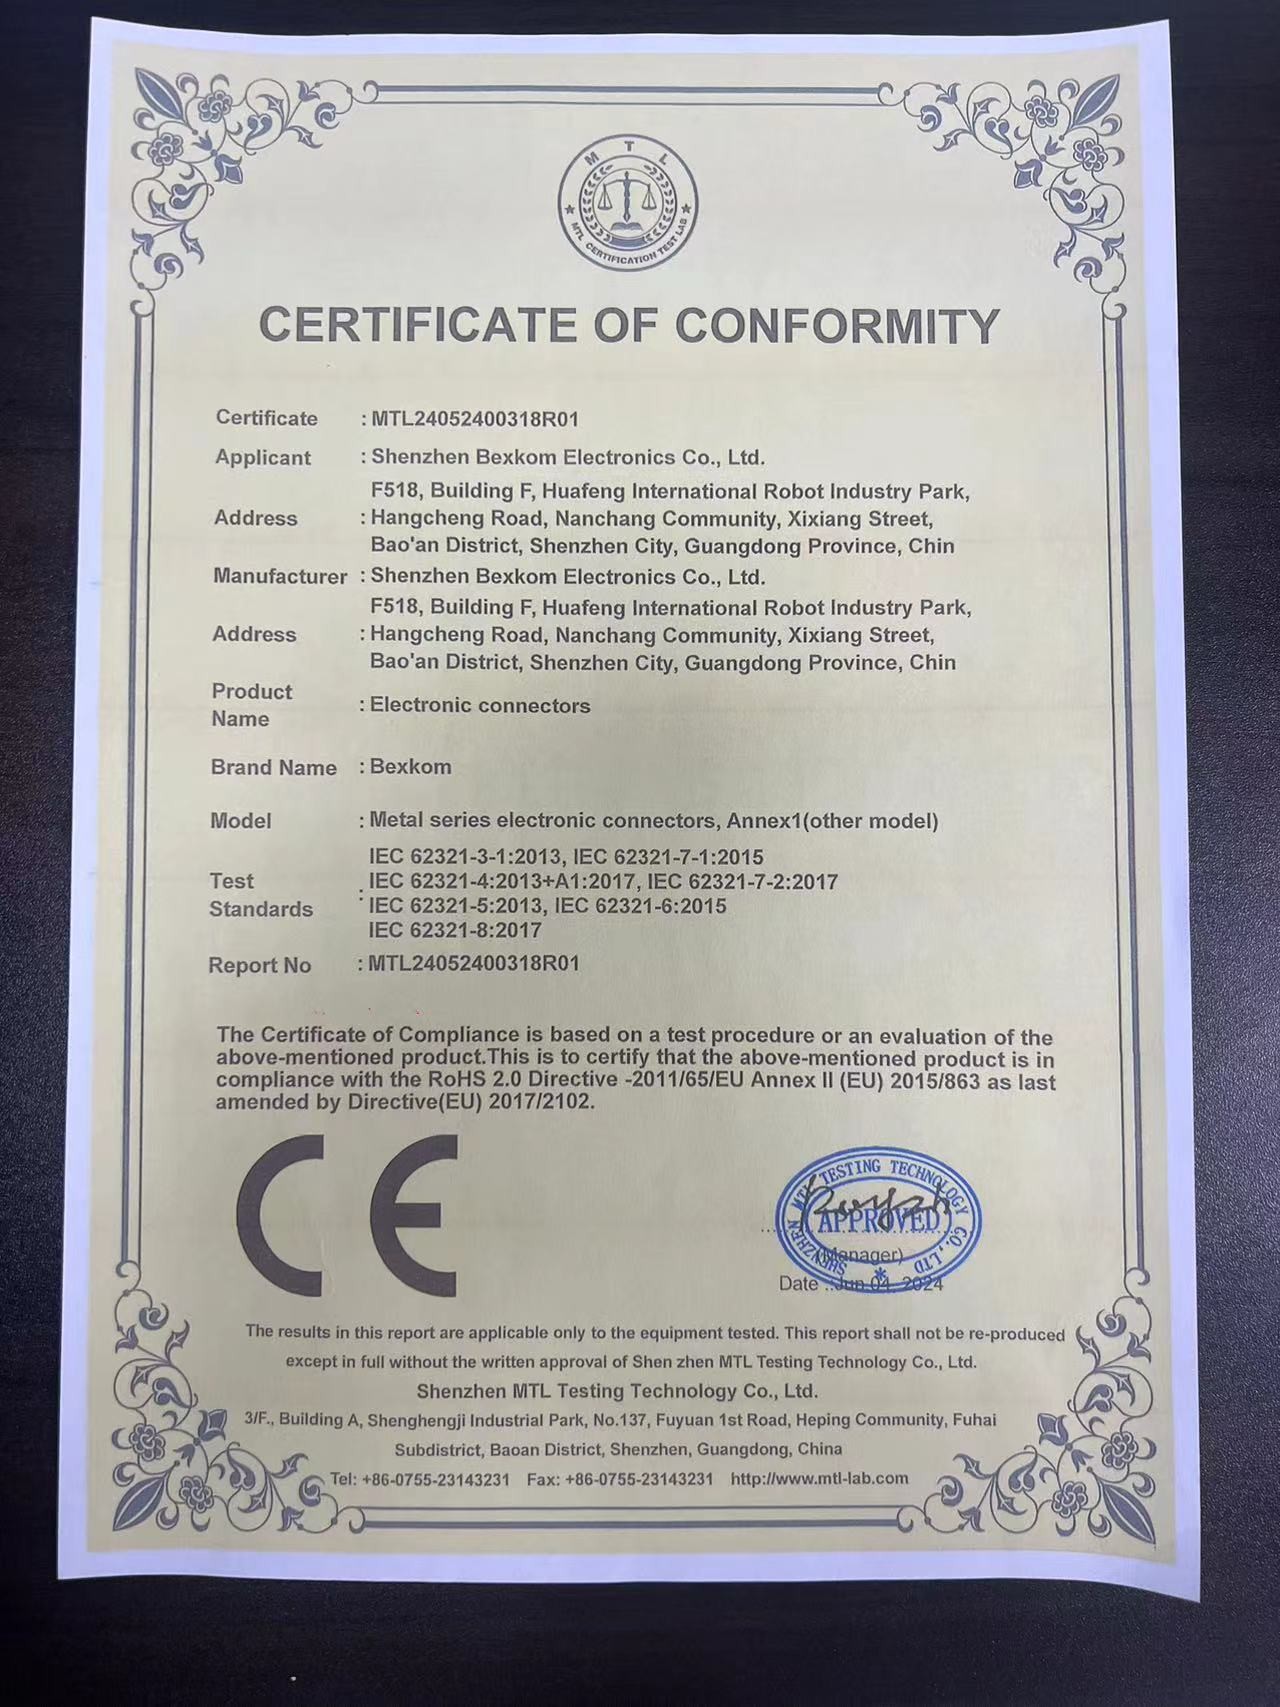 M T L
MTL CERTIFICATION TEST LAB
CERTIFICATE OF CONFORMITY
Certificate : MTL24052400318R01
Applicant : Shenzhen Bexkom Electronics Co., Ltd.
F518, Building F, Huafeng International Robot Industry Park,
Address : Hangcheng Road, Nanchang Community, Xixiang Street,
Bao'an District, Shenzhen City, Guangdong Province, Chin
Manufacturer : Shenzhen Bexkom Electronics Co., Ltd.
F518, Building F, Huafeng International Robot Industry Park,
Address : Hangcheng Road, Nanchang Community, Xixiang Street,
Bao'an District, Shenzhen City, Guangdong Province, Chin
Product
Name : Electronic connectors
Brand Name : Bexkom
Model : Metal series electronic connectors, Annex1(other model)
IEC 62321-3-1:2013, IEC 62321-7-1:2015
Test IEC 62321-4:2013+A1:2017, IEC 62321-7-2:2017
Standards : IEC 62321-5:2013, IEC 62321-6:2015
IEC 62321-8:2017
Report No : MTL24052400318R01
The Certificate of Compliance is based on a test procedure or an evaluation of the
above-mentioned product.This is to certify that the above-mentioned product is in
compliance with the RoHS 2.0 Directive -2011/65/EU Annex II (EU) 2015/863 as last
amended by Directive(EU) 2017/2102.
CE
SHENZHEN MTL TESTING TECHNOLOGY CO., LTD
APPROVED
(Manager)
Date : Jun 04, 2024
The results in this report are applicable only to the equipment tested. This report shall not be re-produced
except in full without the written approval of Shen zhen MTL Testing Technology Co., Ltd.
Shenzhen MTL Testing Technology Co., Ltd.
3/F., Building A, Shenghengji Industrial Park, No.137, Fuyuan 1st Road, Heping Community, Fuhai
Subdistrict, Baoan District, Shenzhen, Guangdong, China
Tel: +86-0755-23143231 Fax: +86-0755-23143231 http://www.mtl-lab.com